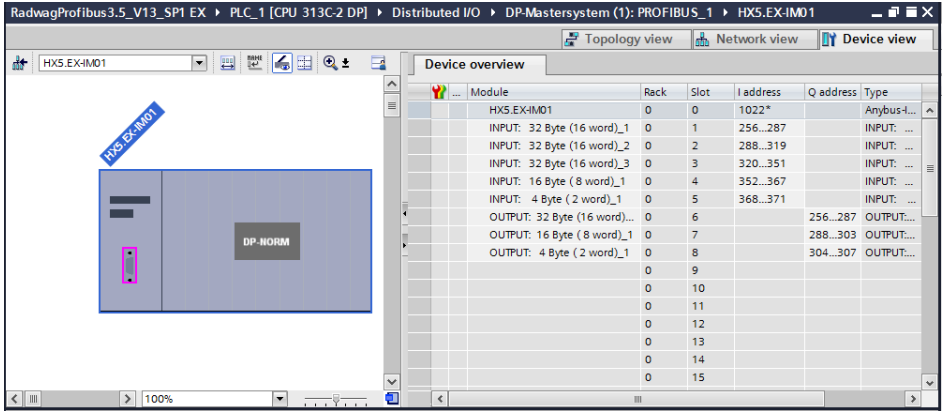 RadwagProfibus3.5_V13_SP1 EX ▸ PLC_1 [CPU 313C-2 DP] ▸ Distributed I/O ▸ DP-Mastersystem (1): PROFIBUS_1 ▸ HX5.EX-IM01
Topology view Network view Device view
HX5.EX-IM01
Device overview
... Module Rack Slot I address Q address Type
HX5.EX-IM01 0 0 1022* Anybus-I...
INPUT: 32 Byte (16 word)_1 0 1 256...287 INPUT: ...
INPUT: 32 Byte (16 word)_2 0 2 288...319 INPUT: ...
INPUT: 32 Byte (16 word)_3 0 3 320...351 INPUT: ...
INPUT: 16 Byte ( 8 word)_1 0 4 352...367 INPUT: ...
INPUT: 4 Byte ( 2 word)_1 0 5 368...371 INPUT: ...
OUTPUT: 32 Byte (16 word)... 0 6 256...287 OUTPUT:...
OUTPUT: 16 Byte ( 8 word)_1 0 7 288...303 OUTPUT:...
OUTPUT: 4 Byte ( 2 word)_1 0 8 304...307 OUTPUT:...
0 9
0 10
0 11
0 12
0 13
0 14
0 15
HX5.EX-IM01
DP-NORM
100%